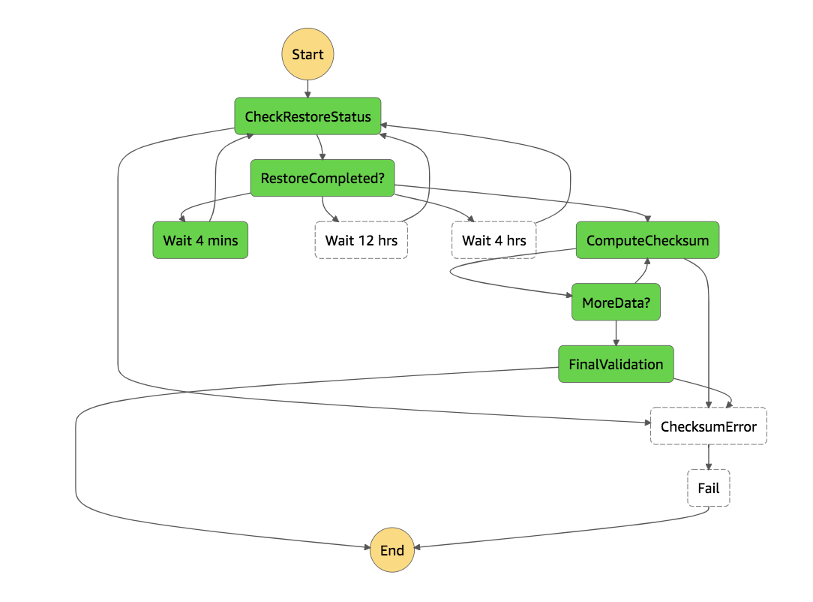 Start
CheckRestoreStatus
RestoreCompleted?
Wait 4 mins
Wait 12 hrs
Wait 4 hrs
ComputeChecksum
MoreData?
FinalValidation
ChecksumError
Fail
End